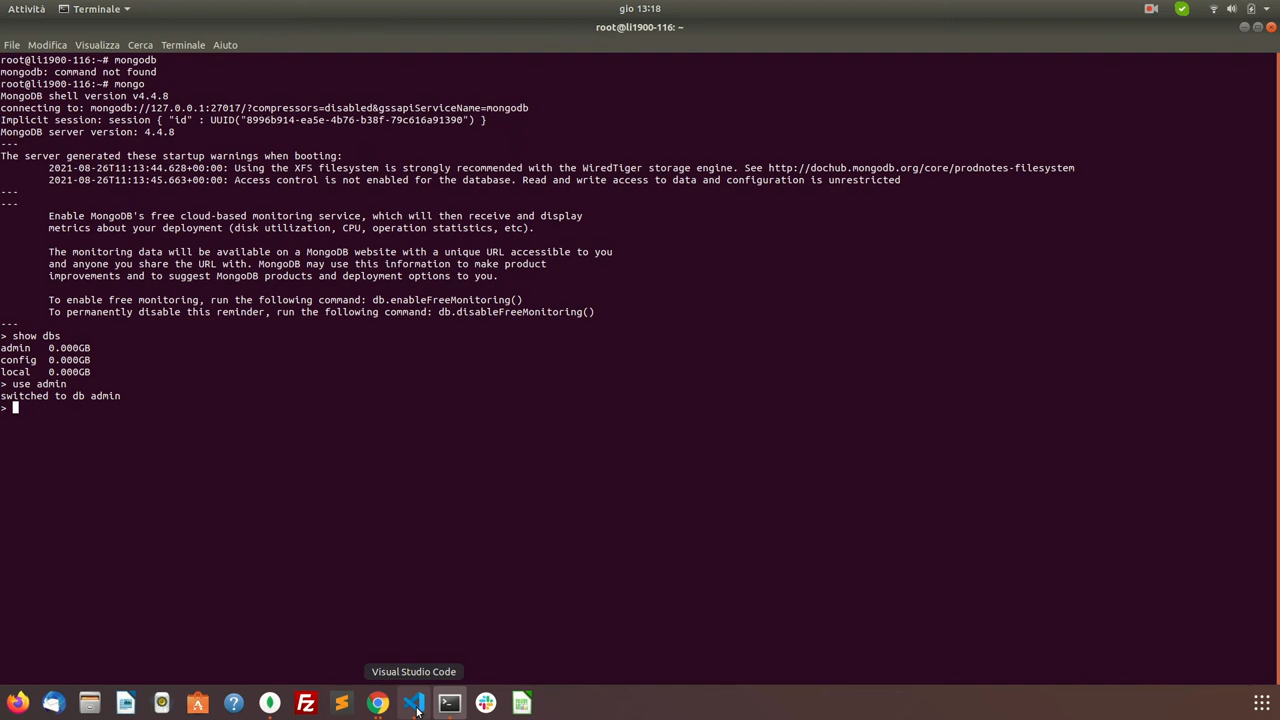 Attività
Terminale
gio 13:18
root@li1900-116: ~
File Modifica Visualizza Cerca Terminale Aiuto
root@li1900-116:~# mongodb
mongodb: command not found
root@li1900-116:~# mongo
MongoDB shell version v4.4.8
connecting to: mongodb://127.0.0.1:27017/?compressors=disabled&gssapiServiceName=mongodb
Implicit session: session { "id" : UUID("8996b914-ea5e-4b76-b38f-79c616a91390") }
MongoDB server version: 4.4.8
---
The server generated these startup warnings when booting:
2021-08-26T11:13:44.628+00:00: Using the XFS filesystem is strongly recommended with the WiredTiger storage engine. See http://dochub.mongodb.org/core/prodnotes-filesystem
2021-08-26T11:13:45.663+00:00: Access control is not enabled for the database. Read and write access to data and configuration is unrestricted
---
---
Enable MongoDB's free cloud-based monitoring service, which will then receive and display
metrics about your deployment (disk utilization, CPU, operation statistics, etc).
The monitoring data will be available on a MongoDB website with a unique URL accessible to you
and anyone you share the URL with. MongoDB may use this information to make product
improvements and to suggest MongoDB products and deployment options to you.
To enable free monitoring, run the following command: db.enableFreeMonitoring()
To permanently disable this reminder, run the following command: db.disableFreeMonitoring()
---
> show dbs
admin 0.000GB
config 0.000GB
local 0.000GB
> use admin
switched to db admin
>
Visual Studio Code